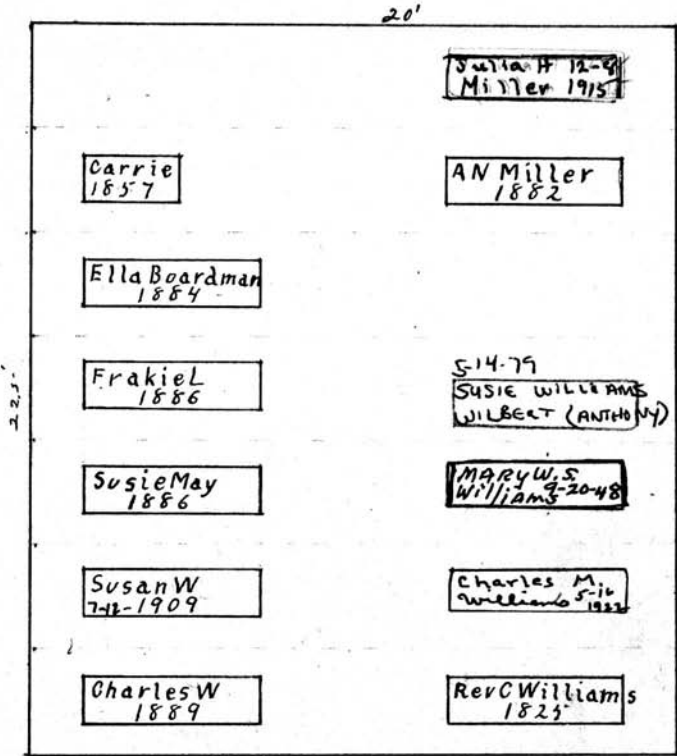 20'
Julia H 12-8
Miller 1915
Carrie
1857
AN Miller
1882
Ella Boardman
1884
FrakieL
1886
5-14-79
SUSIE WILLIAMS
WILBERT (ANTHONY)
22.5'
SusieMay
1886
MARY W.S.
WilliAMS 9-20-48
SusanW
7-12-1909
Charles M.
Williams 5-16
1922
CharlesW
1889
RevCWilliams
1825